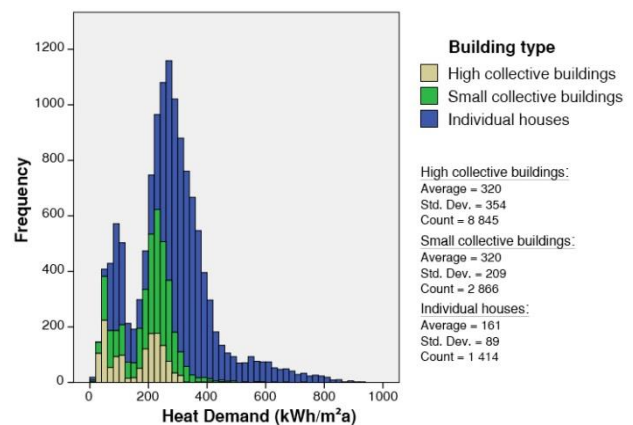 1200
1000
800
600
400
200
0
Frequency
0 200 400 600 800 1000
Heat Demand (kWh/m²a)
Building type
High collective buildings
Small collective buildings
Individual houses
High collective buildings:
Average = 320
Std. Dev. = 354
Count = 8 845
Small collective buildings:
Average = 320
Std. Dev. = 209
Count = 2 866
Individual houses:
Average = 161
Std. Dev. = 89
Count = 1 414